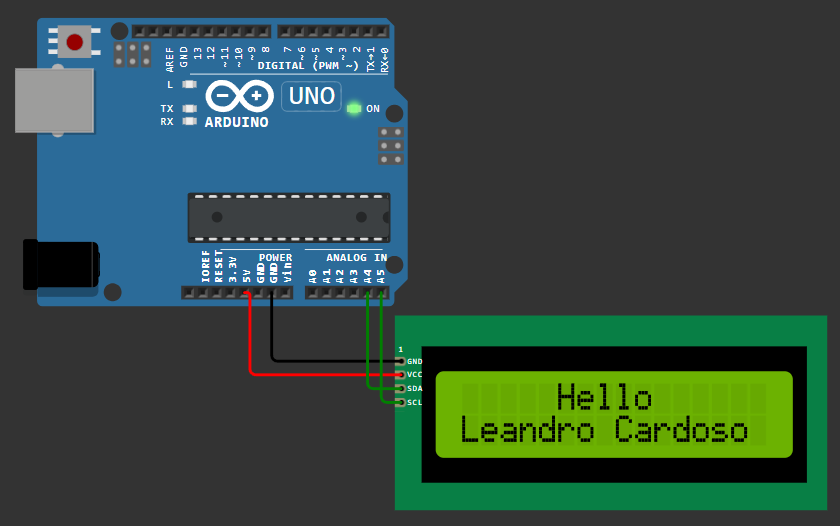 AREF
GND
13
12
~11
~10
~9
8
7
~6
~5
~4
~3
2
TX→1
RX←0
DIGITAL (PWM ~)
L
TX
RX
UNO
ON
ARDUINO
IOREF
RESET
3.3V
5V
GND
GND
Vin
POWER
ANALOG IN
A0
A1
A2
A3
A4
A5
1
GND
VCC
SDA
SCL
Hello
Leandro Cardoso